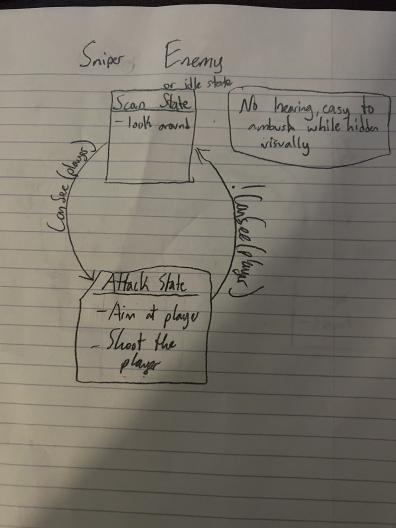 Sniper Enemy
or idle state
Scan State
- look around
No hearing, easy to
ambush while hidden
visually
CanSee(player)
!CanSee(player)
Attack State
- Aim at player
- Shoot the
player